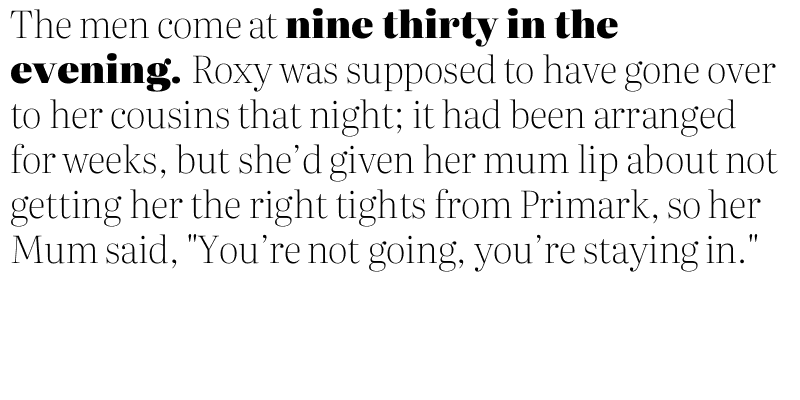 The men come at nine thirty in the
evening. Roxy was supposed to have gone over
to her cousins that night; it had been arranged
for weeks, but she’d given her mum lip about not
getting her the right tights from Primark, so her
Mum said, "You’re not going, you’re staying in."